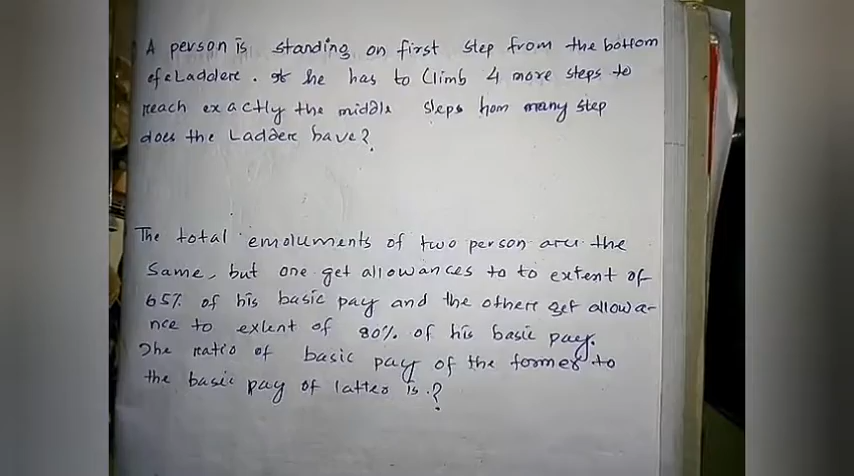 A person is standing on first step from the bottom
of a Ladder. If he has to Climb 4 more steps to
reach exactly the middle steps how many step
does the Ladder have?
The total emoluments of two person are the
same, but one get allowances to to extent of
65% of his basic pay and the others get allowa-
nce to extent of 80% of his basic pay.
The ratio of basic pay of the former to
the basic pay of latter is.?